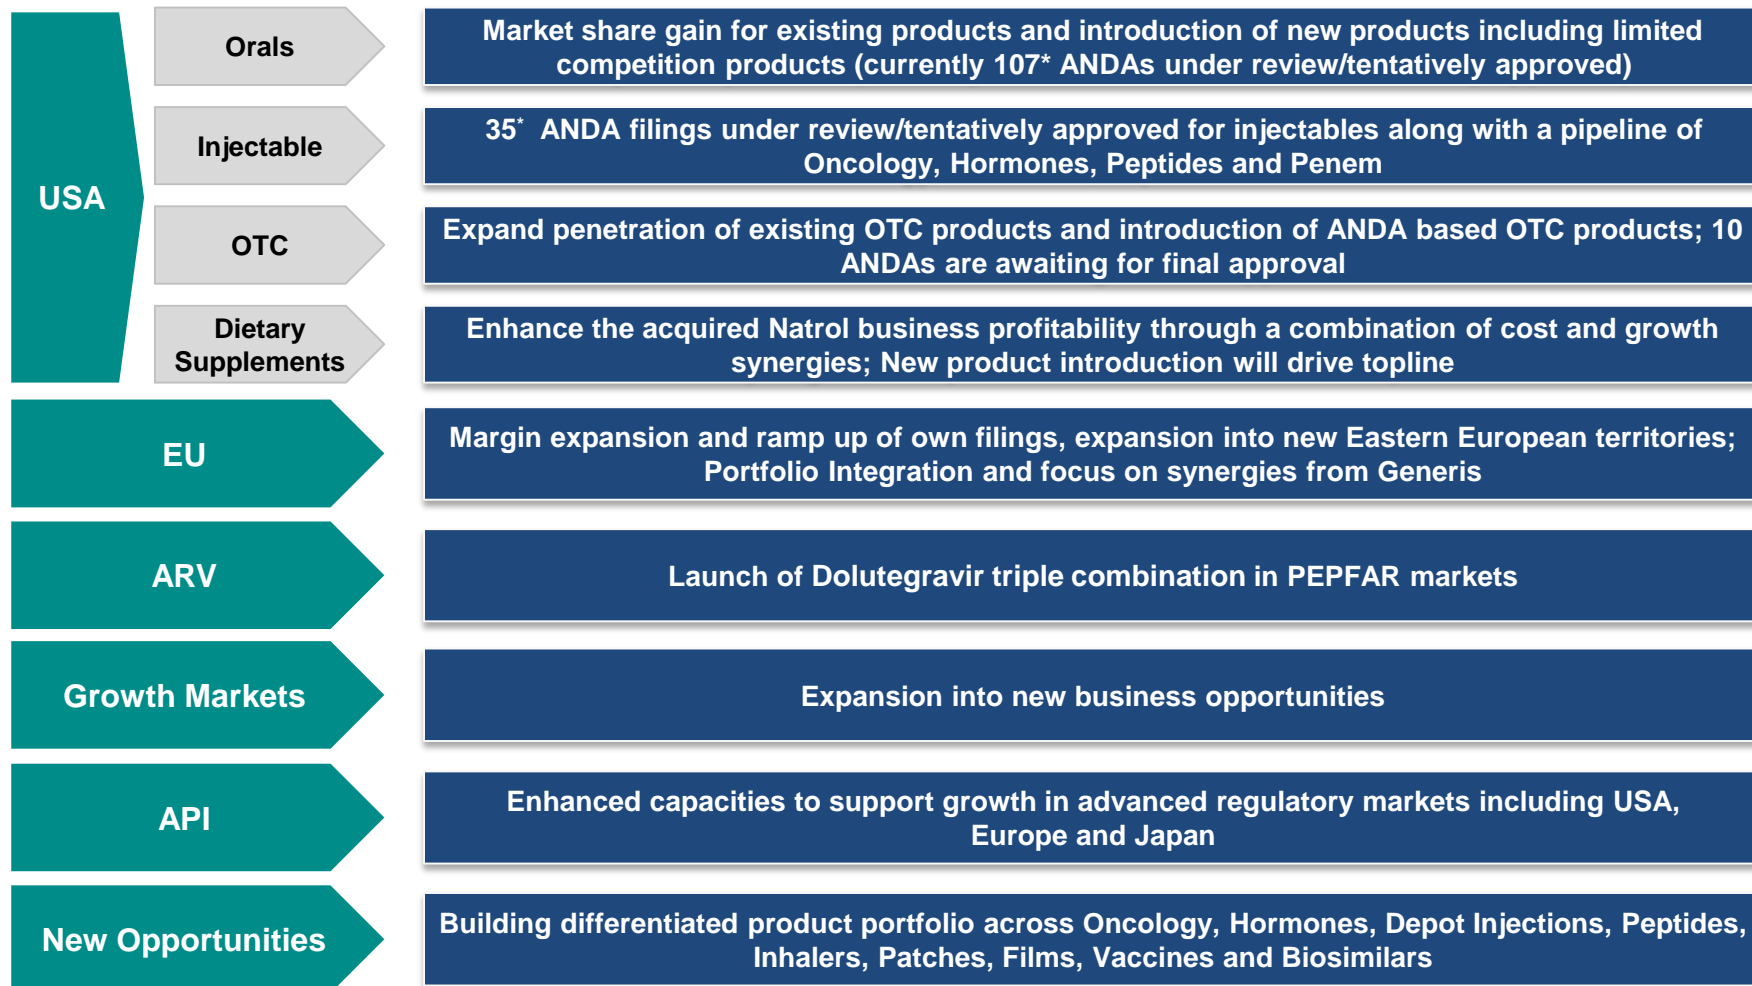 USA
Orals
Market share gain for existing products and introduction of new products including limited
competition products (currently 107* ANDAs under review/tentatively approved)
Injectable
35* ANDA filings under review/tentatively approved for injectables along with a pipeline of
Oncology, Hormones, Peptides and Penem
OTC
Expand penetration of existing OTC products and introduction of ANDA based OTC products; 10
ANDAs are awaiting for final approval
Dietary
Supplements
Enhance the acquired Natrol business profitability through a combination of cost and growth
synergies; New product introduction will drive topline
EU
Margin expansion and ramp up of own filings, expansion into new Eastern European territories;
Portfolio Integration and focus on synergies from Generis
ARV
Launch of Dolutegravir triple combination in PEPFAR markets
Growth Markets
Expansion into new business opportunities
API
Enhanced capacities to support growth in advanced regulatory markets including USA,
Europe and Japan
New Opportunities
Building differentiated product portfolio across Oncology, Hormones, Depot Injections, Peptides,
Inhalers, Patches, Films, Vaccines and Biosimilars